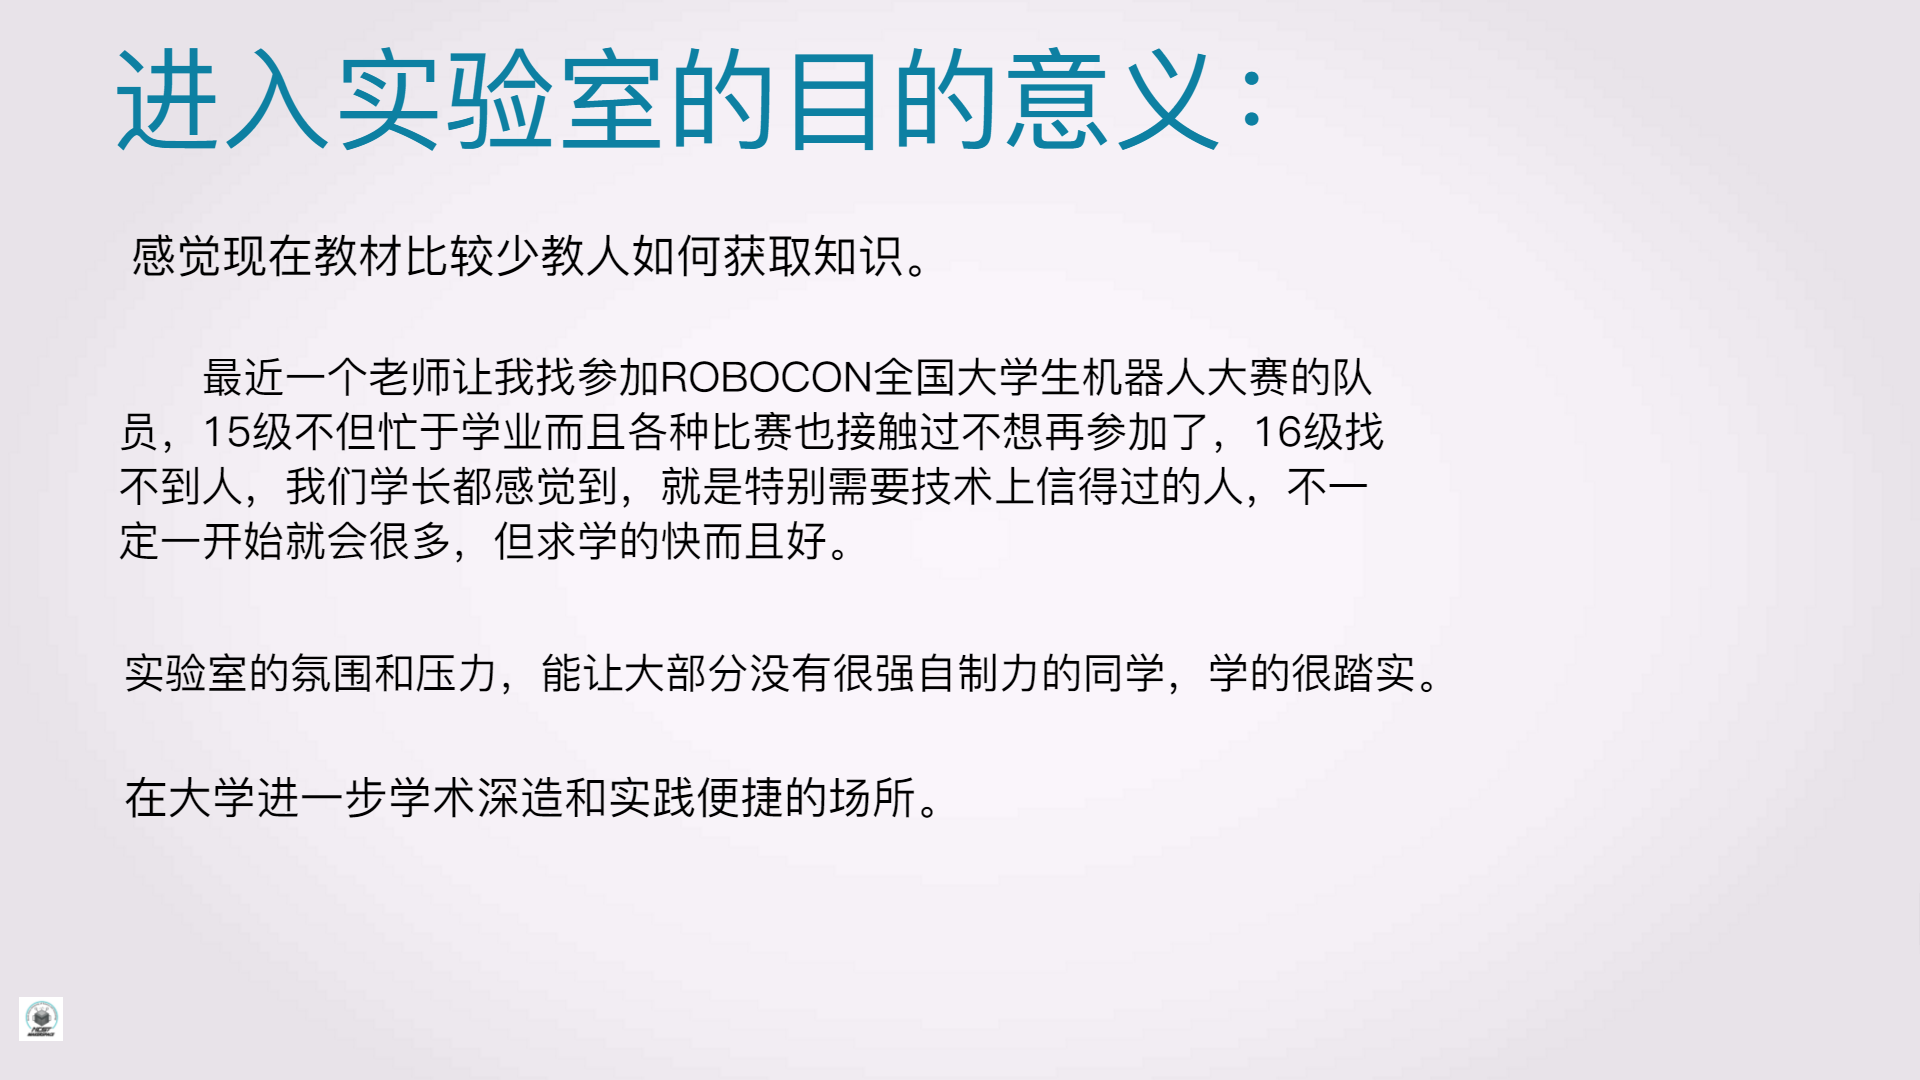 进入实验室的目的意义：
感觉现在教材比较少教人如何获取知识。
最近一个老师让我找参加ROBOCON全国大学生机器人大赛的队
员，15级不但忙于学业而且各种比赛也接触过不想再参加了，16级找
不到人，我们学长都感觉到，就是特别需要技术上信得过的人，不一
定一开始就会很多，但求学的快而且好。
实验室的氛围和压力，能让大部分没有很强自制力的同学，学的很踏实。
在大学进一步学术深造和实践便捷的场所。